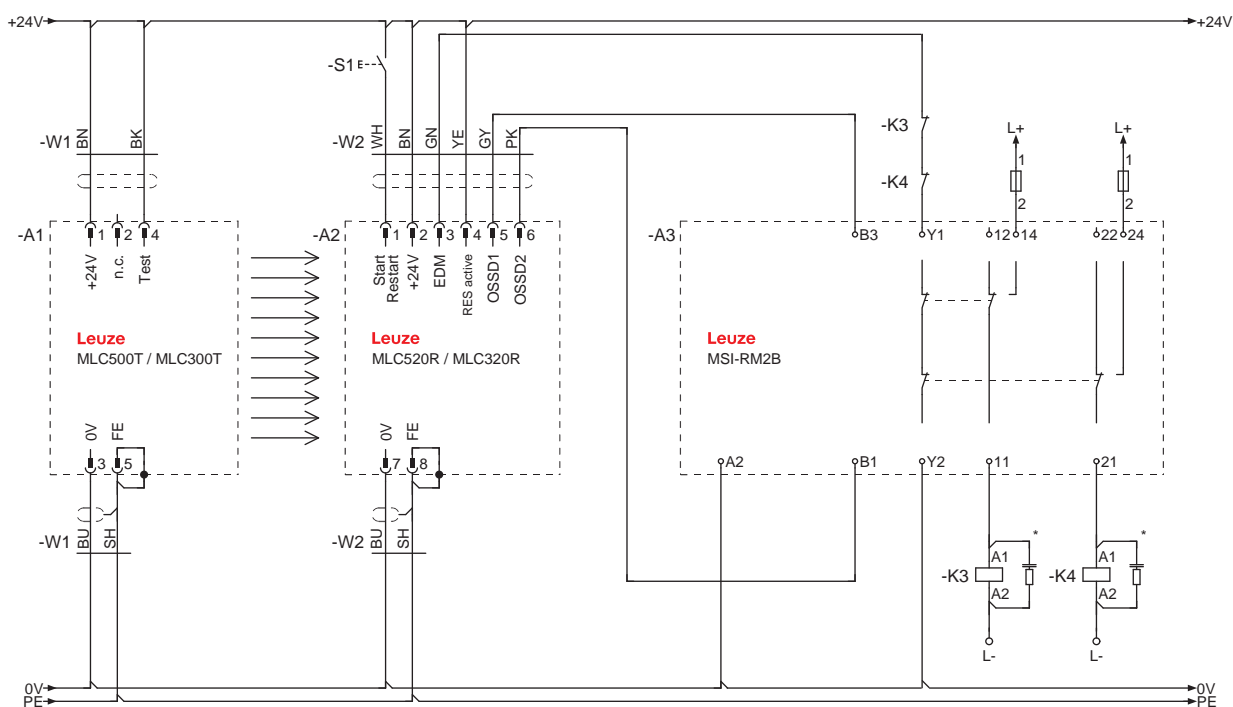 +24V
+24V
-S1
-W1
BN
BK
-W2
WH
BN
GN
YE
GY
PK
-K3
-K4
L+
1
2
L+
1
2
-A1
1
2
4
+24V
n.c.
Test
-A2
1
2
3
4
5
6
Start
Restart
+24V
EDM
RES active
OSSD1
OSSD2
-A3
B3
Y1
12
14
22
24
Leuze
MLC500T / MLC300T
Leuze
MLC520R / MLC320R
Leuze
MSI-RM2B
0V
FE
3
5
0V
FE
7
8
A2
B1
Y2
11
21
-W1
BU
SH
-W2
BU
SH
-K3
A1
A2
*
-K4
A1
A2
*
L-
L-
0V
0V
PE
PE